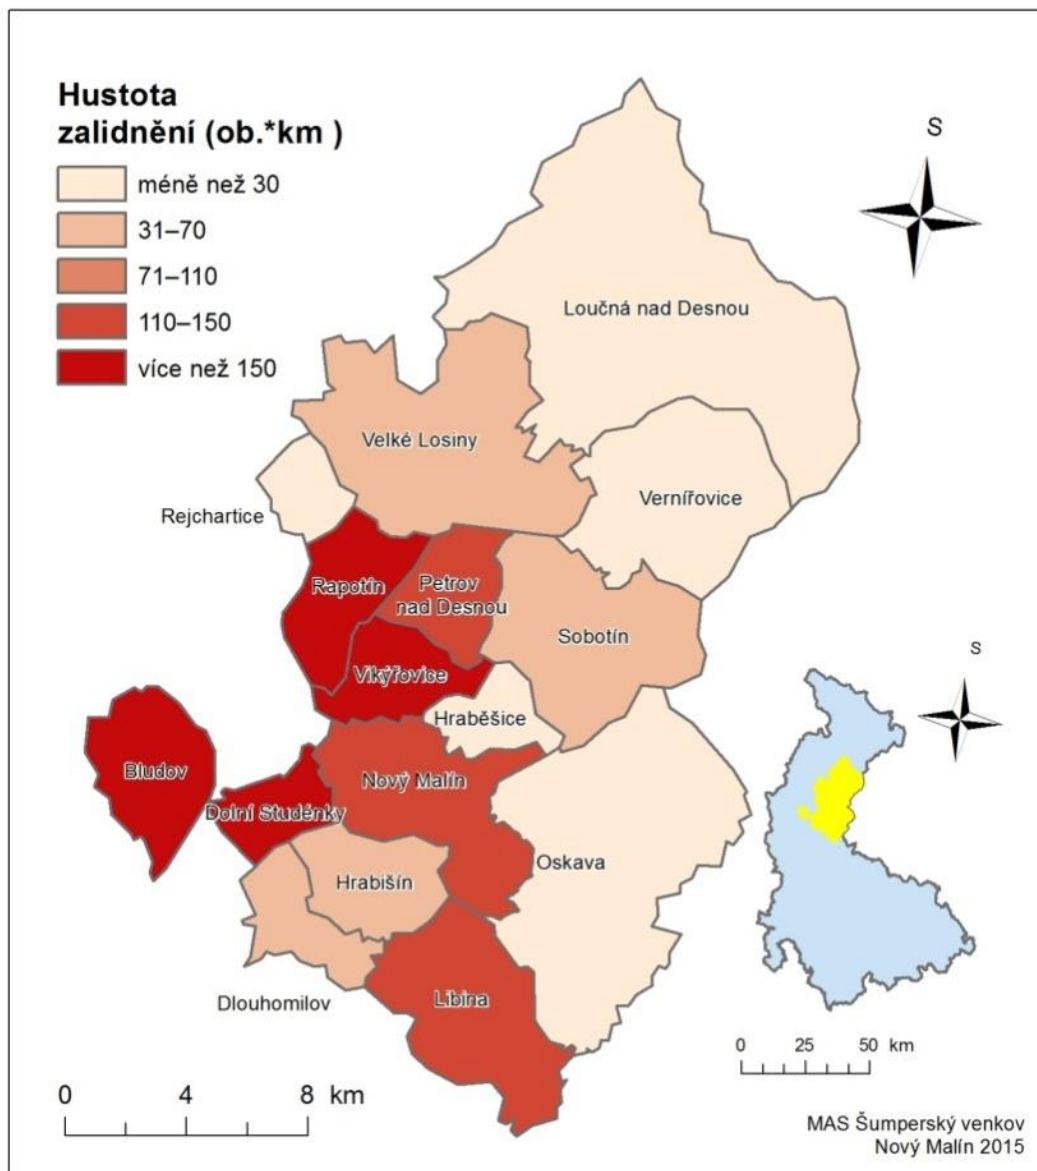 Hustota
zalidnění (ob.*km )
méně než 30
31–70
71–110
110–150
více než 150
S
Loučná nad Desnou
Velké Losiny
Vernířovice
Rejchartice
Rapotín
Petrov
nad Desnou
Sobotín
Vikýřovice
S
Hraběšice
Bludov
Nový Malín
Dolní Studénky
Oskava
Hrabišín
Dlouhomilov
Libina
0 25 50 km
0 4 8 km
MAS Šumperský venkov
Nový Malín 2015